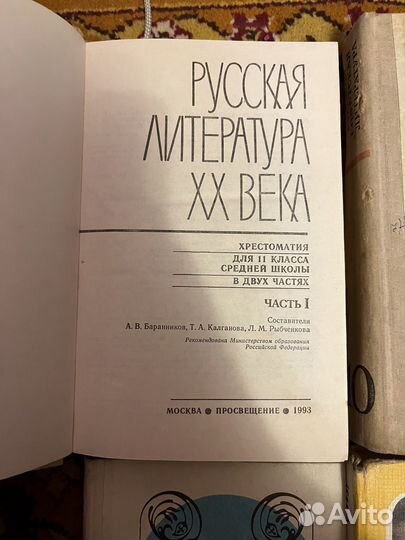 РУССКАЯ
ЛИТЕРАТУРА
XX ВЕКА
ХРЕСТОМАТИЯ
ДЛЯ 11 КЛАССА
СРЕДНЕЙ ШКОЛЫ
В ДВУХ ЧАСТЯХ
ЧАСТЬ I
Составители
А. В. Баранников, Т. А. Калганова, Л. М. Рыбченкова
Рекомендовано Министерством образования
Российской Федерации
МОСКВА ● ПРОСВЕЩЕНИЕ ● 1993
Avito